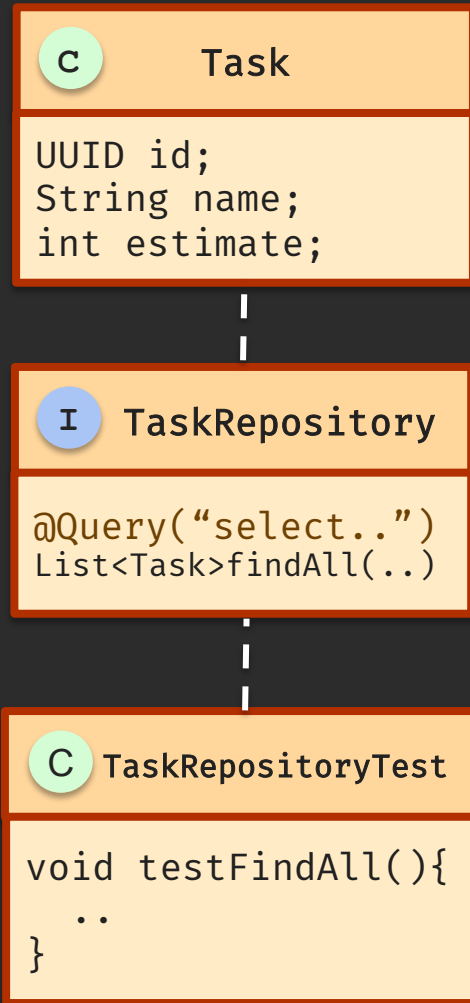 C Task
UUID id;
String name;
int estimate;
I TaskRepository
@Query(“select..”)
List<Task>findAll(..)
C TaskRepositoryTest
void testFindAll(){
..
}